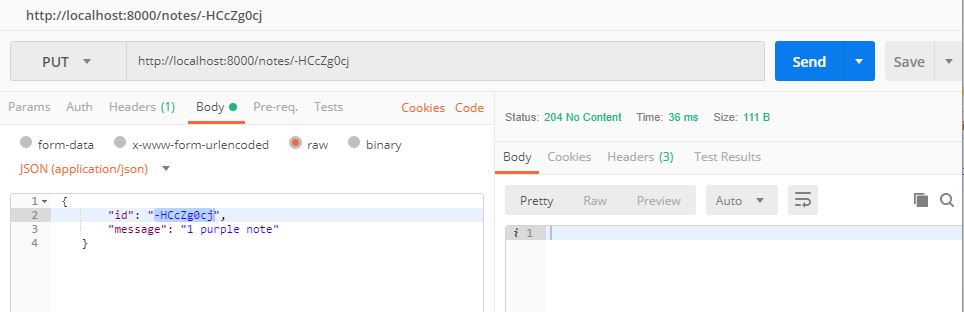 http://localhost:8000/notes/-HCcZg0cj
PUT http://localhost:8000/notes/-HCcZg0cj Send Save
Params Auth Headers (1) Body Pre-req. Tests Cookies Code
form-data x-www-form-urlencoded raw binary
JSON (application/json)
1 {
2 "id": "-HCcZg0cj",
3 "message": "1 purple note"
4 }
Status: 204 No Content Time: 36 ms Size: 111 B
Body Cookies Headers (3) Test Results
Pretty Raw Preview Auto
i 1